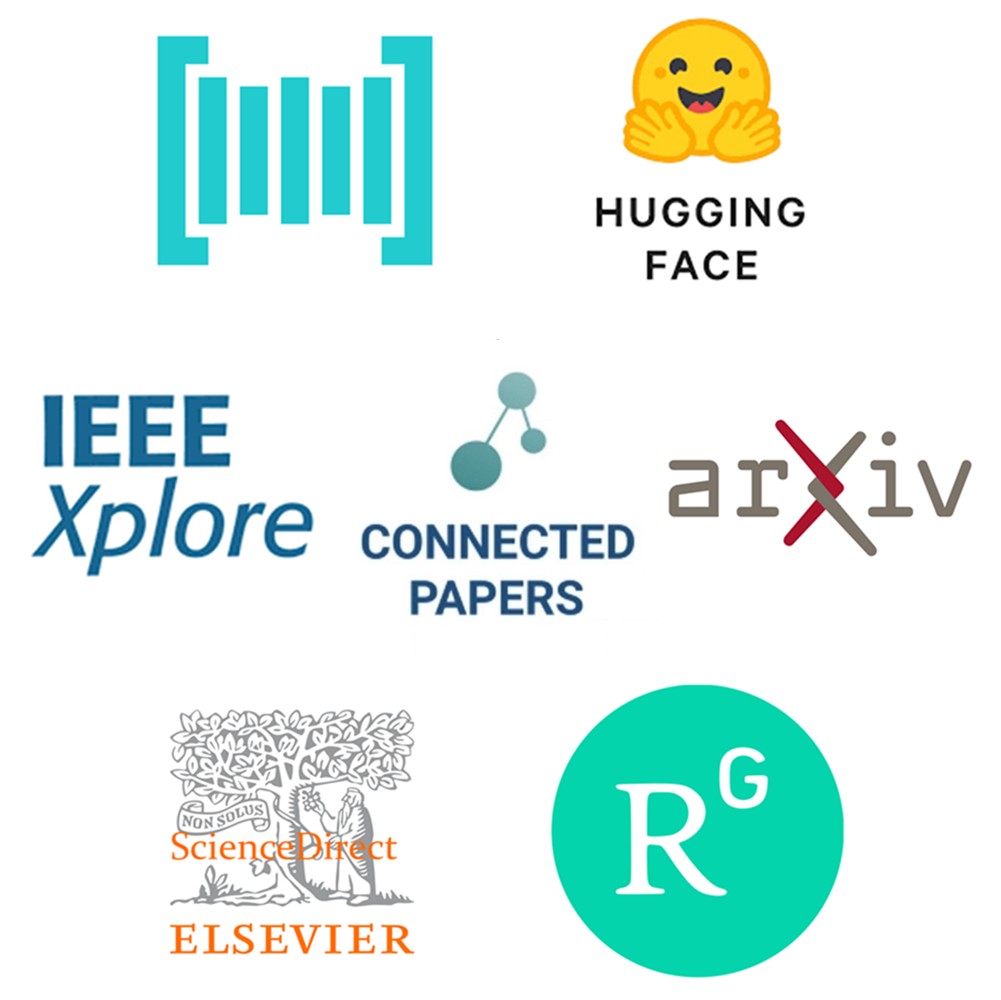 HUGGING
FACE
IEEE
Xplore
CONNECTED
PAPERS
arXiv
NON SOLUS
ScienceDirect
ELSEVIER
RG